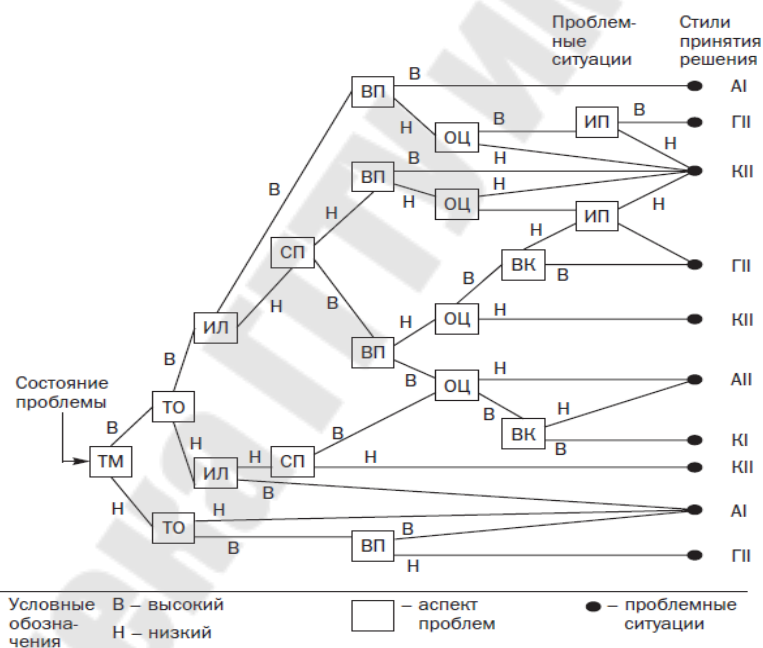 Проблем-
ные
ситуации
Стили
принятия
решения
В
ВП
АI
Н
ОЦ
В
ИП
В
ГII
Н
В
ВП
В
Н
КII
Н
ОЦ
Н
Н
В
СП
Н
ИП
Н
Н
ВК
В
ГII
В
В
ИЛ
Н
ОЦ
Н
КII
Н
ВП
В
ОЦ
Н
АII
Состояние
проблемы
В
ТО
В
ВК
Н
В
КI
В
ТМ
Н
ИЛ
Н
СП
В
Н
КII
В
Н
ТО
Н
АI
В
ВП
В
Н
ГII
Условные
обозна-
чения
В – высокий
Н – низкий
– аспект
проблем
– проблемные
ситуации